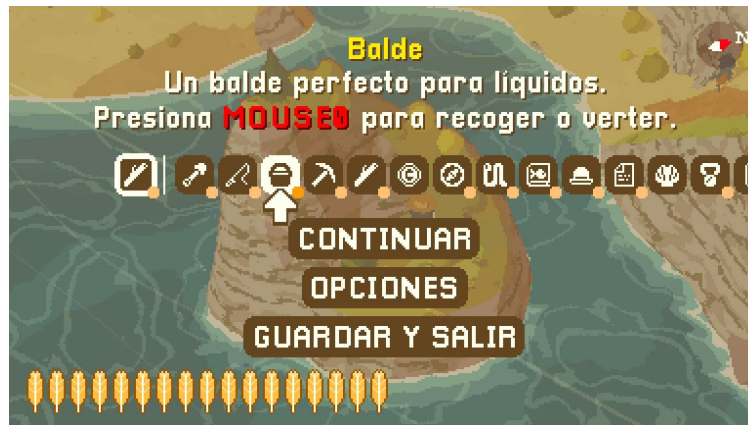 Balde
N
Un balde perfecto para líquidos.
Presiona MOUSE0 para recoger o verter.
CONTINUAR
OPCIONES
GUARDAR Y SALIR